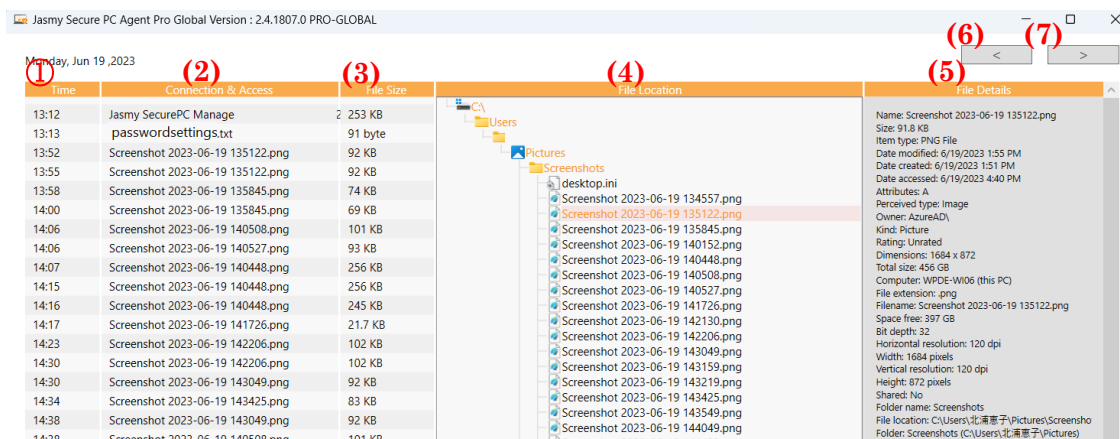 Jasmy Secure PC Agent Pro Global Version : 2.4.1807.0 PRO-GLOBAL
(6) (7)
Monday, Jun 19 ,2023
< >
① (2) (3) (4) (5)
Time Connection & Access File Size File Location File Details
13:12 Jasmy SecurePC Manage 2 253 KB
13:13 passwordsettings.txt 91 byte
13:52 Screenshot 2023-06-19 135122.png 92 KB
13:55 Screenshot 2023-06-19 135122.png 92 KB
13:58 Screenshot 2023-06-19 135845.png 74 KB
14:00 Screenshot 2023-06-19 135845.png 69 KB
14:06 Screenshot 2023-06-19 140508.png 101 KB
14:06 Screenshot 2023-06-19 140527.png 93 KB
14:07 Screenshot 2023-06-19 140448.png 256 KB
14:15 Screenshot 2023-06-19 140448.png 256 KB
14:16 Screenshot 2023-06-19 140448.png 245 KB
14:17 Screenshot 2023-06-19 141726.png 21.7 KB
14:23 Screenshot 2023-06-19 142206.png 102 KB
14:30 Screenshot 2023-06-19 142206.png 102 KB
14:30 Screenshot 2023-06-19 143049.png 92 KB
14:34 Screenshot 2023-06-19 143425.png 83 KB
14:38 Screenshot 2023-06-19 143049.png 92 KB
14:38 Screenshot 2023-06-19 140508.png 101 KB
C:\
Users
Pictures
Screenshots
desktop.ini
Screenshot 2023-06-19 134557.png
Screenshot 2023-06-19 135122.png
Screenshot 2023-06-19 135845.png
Screenshot 2023-06-19 140152.png
Screenshot 2023-06-19 140448.png
Screenshot 2023-06-19 140508.png
Screenshot 2023-06-19 140527.png
Screenshot 2023-06-19 141726.png
Screenshot 2023-06-19 142130.png
Screenshot 2023-06-19 142206.png
Screenshot 2023-06-19 143049.png
Screenshot 2023-06-19 143159.png
Screenshot 2023-06-19 143219.png
Screenshot 2023-06-19 143425.png
Screenshot 2023-06-19 143549.png
Screenshot 2023-06-19 144049.png
Name: Screenshot 2023-06-19 135122.png
Size: 91.8 KB
Item type: PNG File
Date modified: 6/19/2023 1:55 PM
Date created: 6/19/2023 1:51 PM
Date accessed: 6/19/2023 4:40 PM
Attributes: A
Perceived type: Image
Owner: AzureAD\
Kind: Picture
Rating: Unrated
Dimensions: 1684 x 872
Total size: 456 GB
Computer: WPDE-WI06 (this PC)
File extension: .png
Filename: Screenshot 2023-06-19 135122.png
Space free: 397 GB
Bit depth: 32
Horizontal resolution: 120 dpi
Width: 1684 pixels
Vertical resolution: 120 dpi
Height: 872 pixels
Shared: No
Folder name: Screenshots
File location: C:\Users\北浦恵子\Pictures\Screensho
Folder: Screenshots (C:\Users\北浦恵子\Pictures)